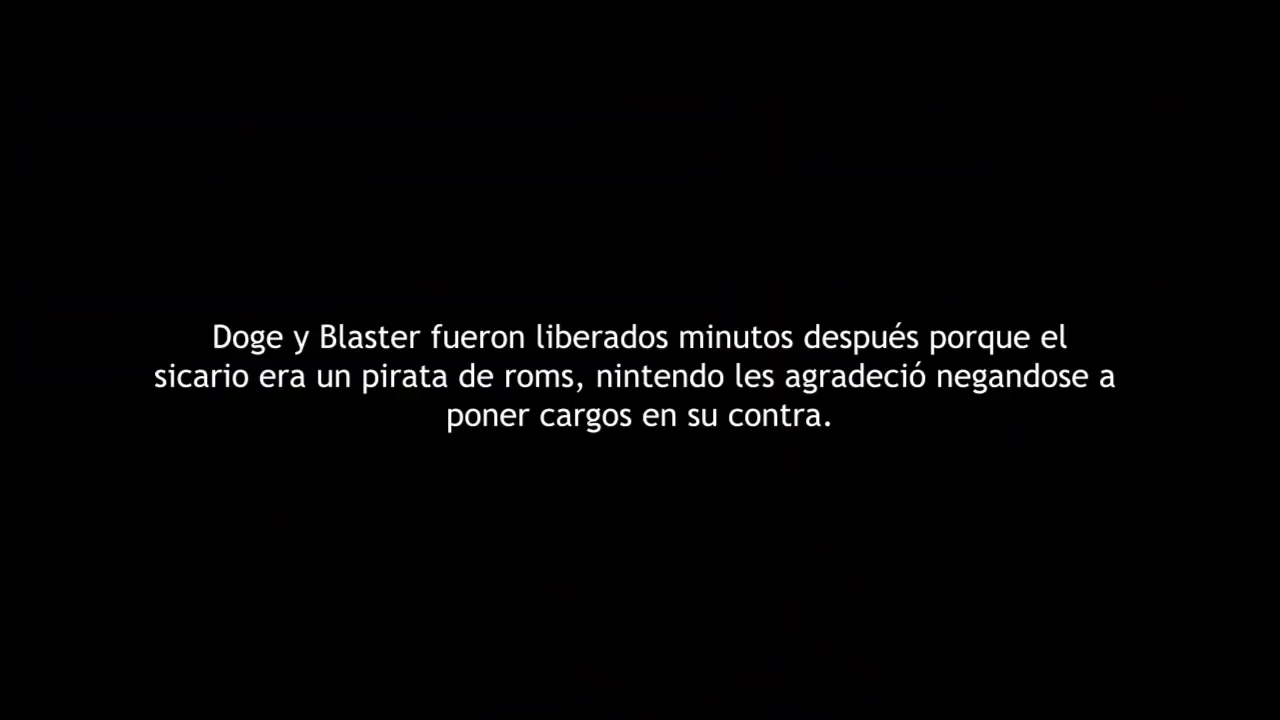 Doge y Blaster fueron liberados minutos después porque el
sicario era un pirata de roms, nintendo les agradeció negandose a
poner cargos en su contra.